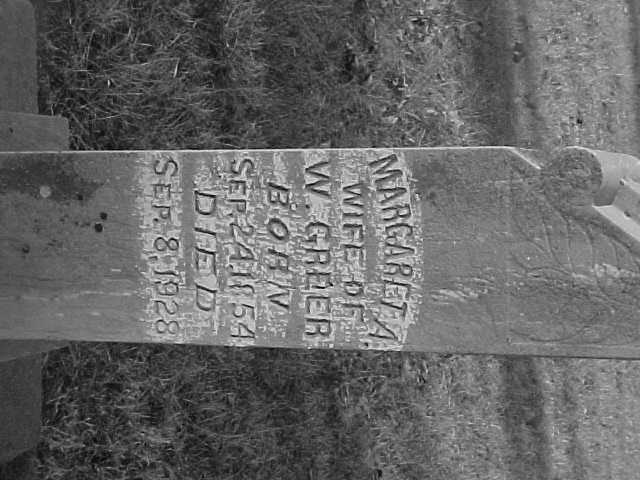 MARGARET A.
WIFE OF
W. GREER
BORN
SEP. 24, 1854
DIED
SEP. 8, 1928